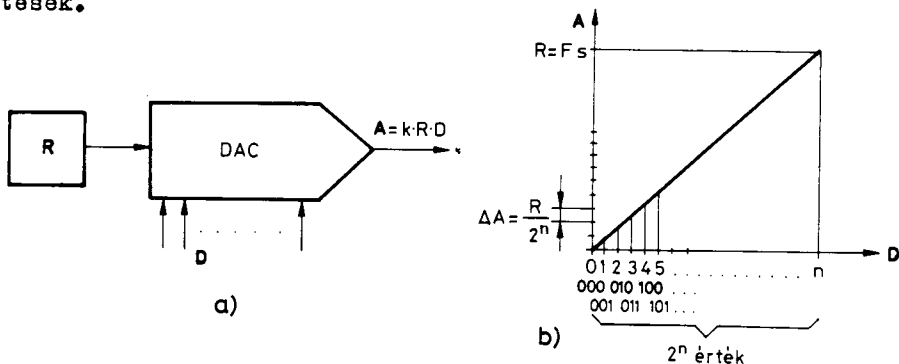 tések.
R
DAC
A=k·R·D
D
a)
A
R=Fs
ΔA=R/2ⁿ
D
0 1 2 3 4 5 . . . . . . . . . . . . n
000 010 100 . . .
001 011 101 . . .
2ⁿ érték
b)